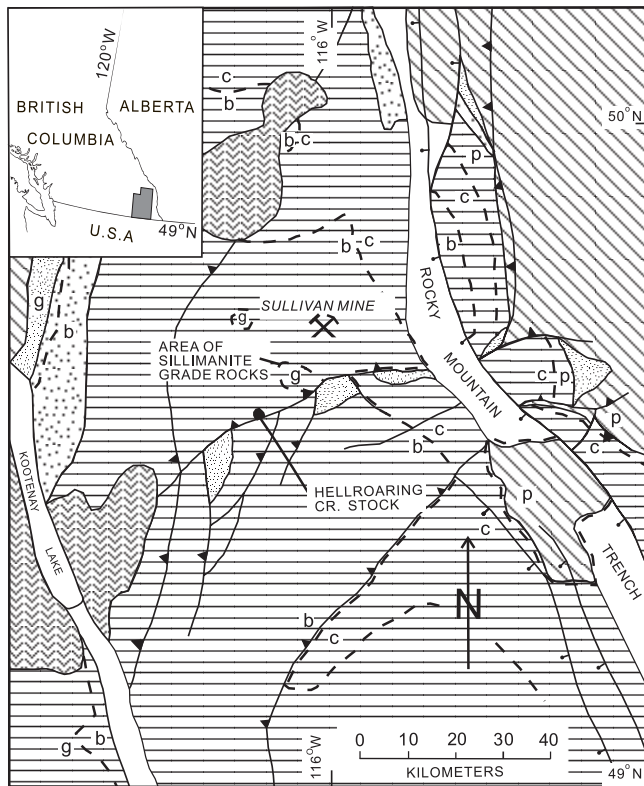 120°W
BRITISH
COLUMBIA
ALBERTA
U.S.A
49°N
116°W
50°N
c
b
b
c
p
c
b
b
c
g
b
g
SULLIVAN MINE
ROCKY
AREA OF
SILLIMANITE
GRADE ROCKS
g
MOUNTAIN
c
p
p
c
c
b
HELLROARING
CR. STOCK
p
KOOTENAY
LAKE
c
TRENCH
N
b
c
b
g
116°W
0 10 20 30 40
KILOMETERS
49°N